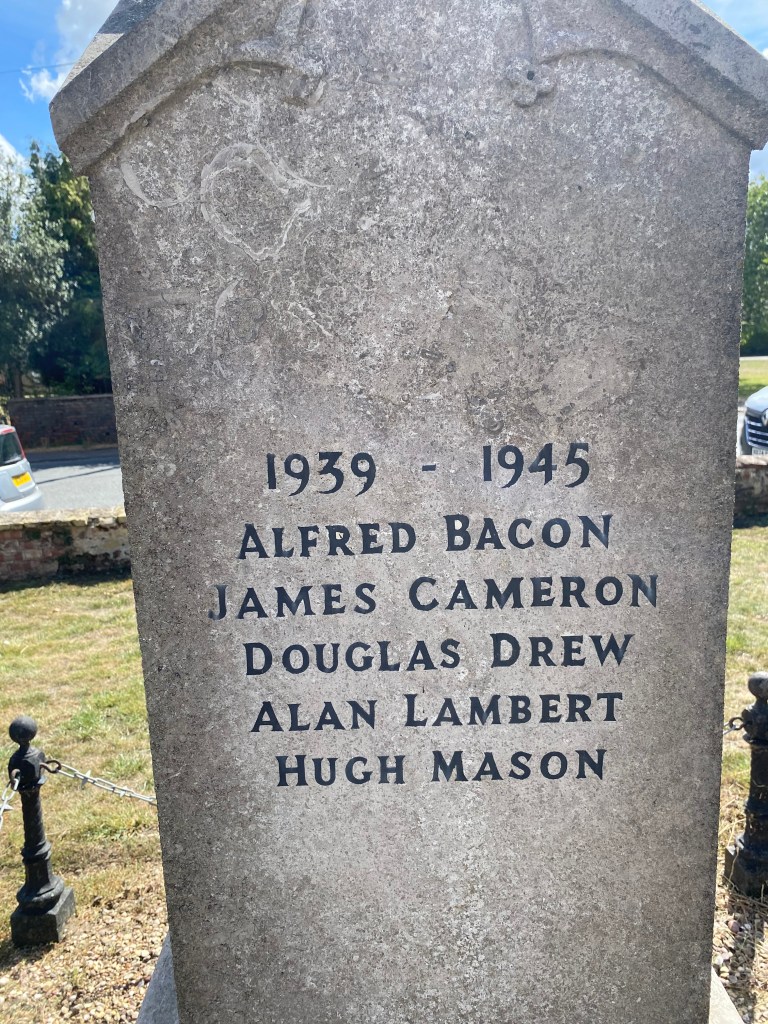 1939 - 1945
ALFRED BACON
JAMES CAMERON
DOUGLAS DREW
ALAN LAMBERT
HUGH MASON